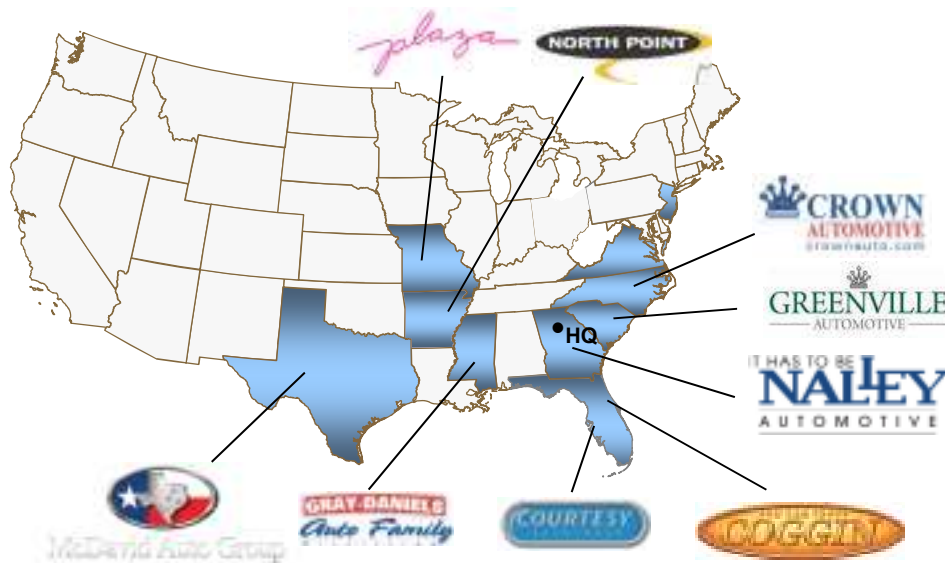 plaza
NORTH POINT
CROWN
AUTOMOTIVE
crownauto.com
GREENVILLE
AUTOMOTIVE
HQ
IT HAS TO BE
NALLEY
AUTOMOTIVE
GRAY-DANIELS
Auto Family
COURTESY
COGGIN
McDavid Auto Group